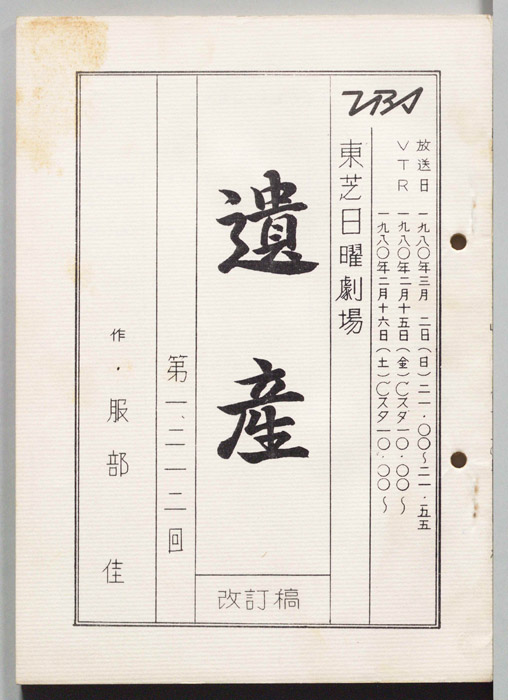 TBS
放送日 一九八〇年三月 二日(日)二一・〇〇~二一・五五
VTR 一九八〇年二月十五日(金)Cスタ一〇・〇〇~
一九八〇年二月十六日(土)Cスタ一〇・〇〇~
東芝日曜劇場
遺産
改訂稿
第一、二一二回
作・服部 佳